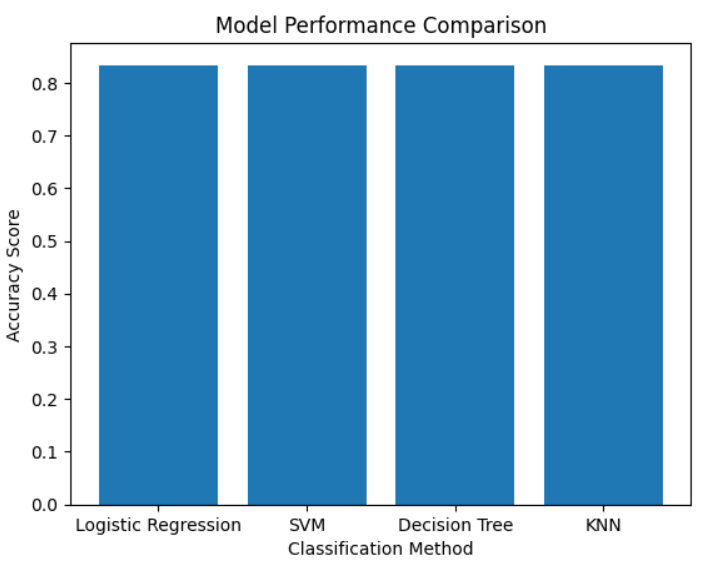 Model Performance Comparison
Accuracy Score
0.8
0.7
0.6
0.5
0.4
0.3
0.2
0.1
0.0
Logistic Regression SVM Decision Tree KNN
Classification Method